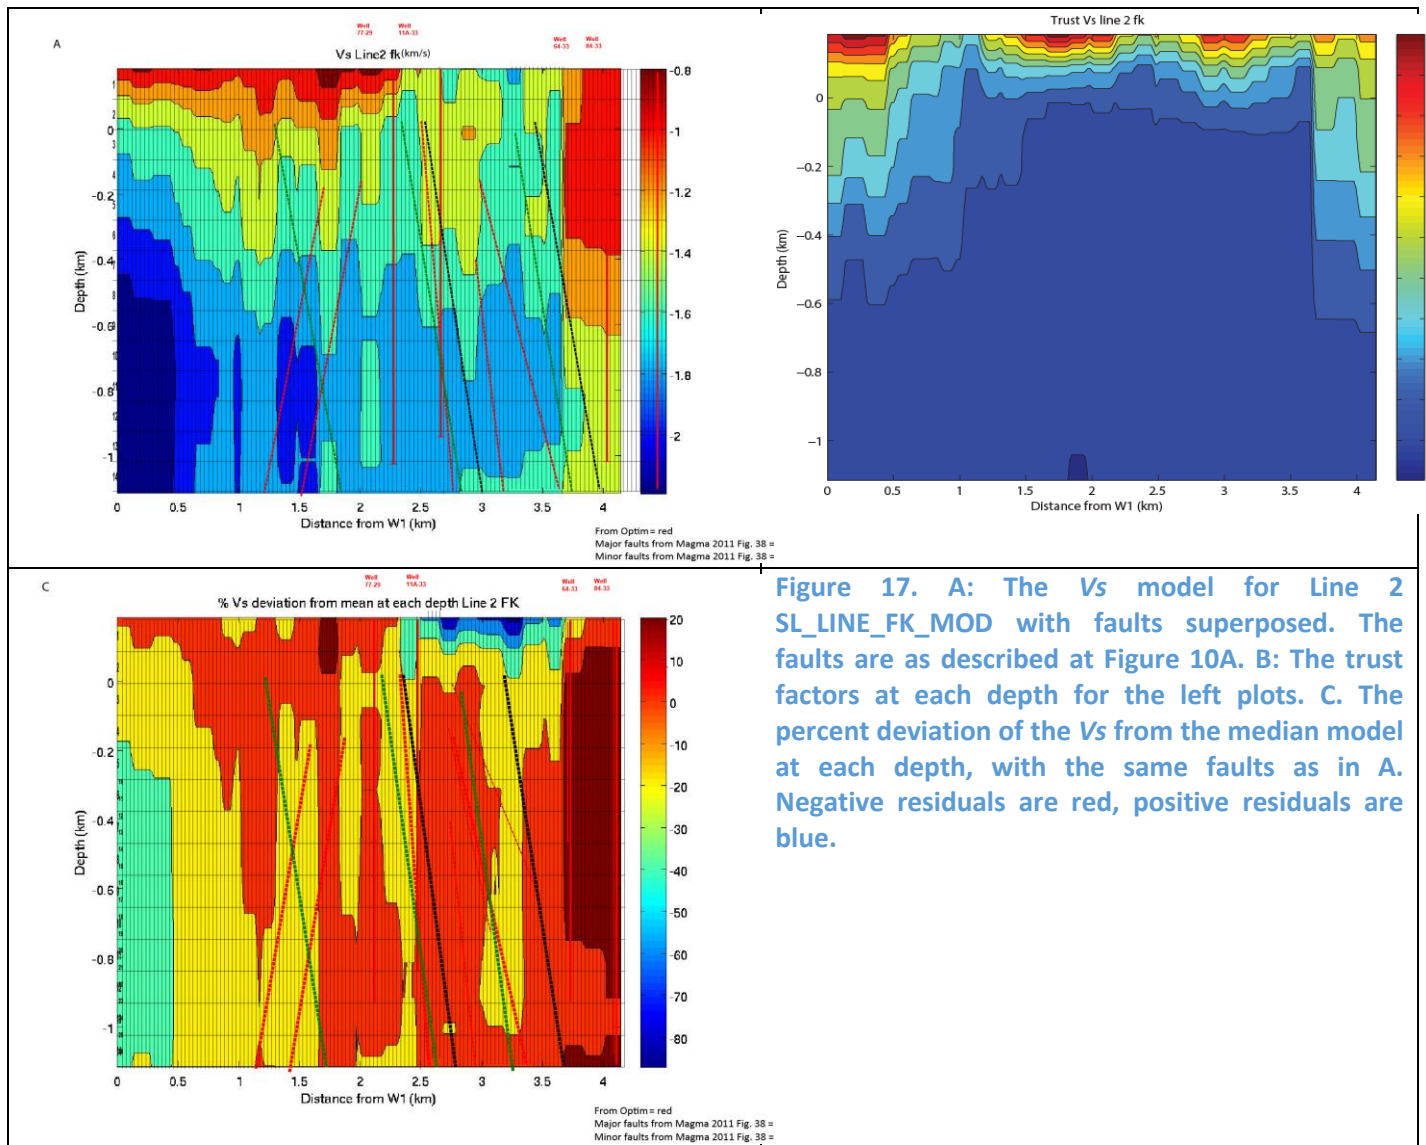 A
Well
77-29
Well
11A-33
Well
64-33
Well
84-33
Vs Line2 fk(km/s)
0
-0.2
-0.4
-0.6
-0.8
-1
Depth (km)
0 0.5 1 1.5 2 2.5 3 3.5 4
Distance from W1 (km)
-0.8
-1
-1.2
-1.4
-1.6
-1.8
-2
From Optim = red
Major faults from Magma 2011 Fig. 38 =
Minor faults from Magma 2011 Fig. 38 =
Trust Vs line 2 fk
0
−0.2
−0.4
−0.6
−0.8
−1
Depth (km)
0 0.5 1 1.5 2 2.5 3 3.5 4
Distance from W1 (km)
C
Well
77-29
Well
11A-33
Well
64-33
Well
84-33
% Vs deviation from mean at each depth Line 2 FK
0
-0.2
-0.4
-0.6
-0.8
-1
Depth (km)
0 0.5 1 1.5 2 2.5 3 3.5 4
Distance from W1 (km)
20
10
0
-10
-20
-30
-40
-50
-60
-70
-80
From Optim = red
Major faults from Magma 2011 Fig. 38 =
Minor faults from Magma 2011 Fig. 38 =
Figure 17. A: The Vs model for Line 2
SL_LINE_FK_MOD with faults superposed. The
faults are as described at Figure 10A. B: The trust
factors at each depth for the left plots. C. The
percent deviation of the Vs from the median model
at each depth, with the same faults as in A.
Negative residuals are red, positive residuals are
blue.